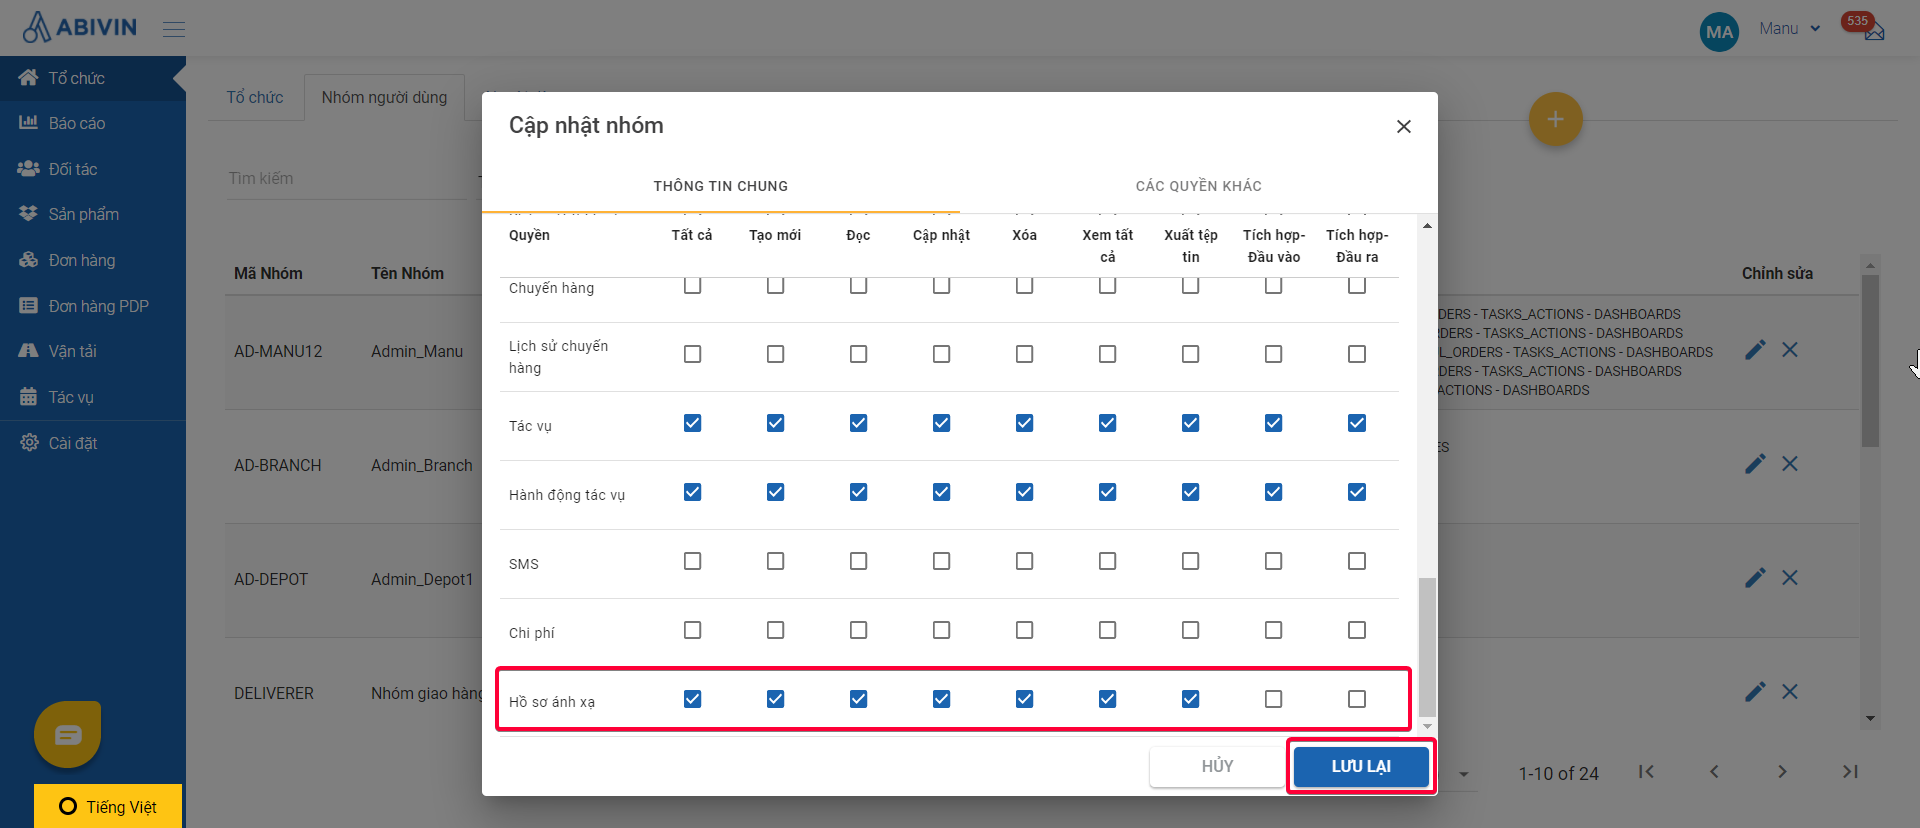 ABIVIN
MA
Manu
535
Tổ chức
Báo cáo
Đối tác
Sản phẩm
Đơn hàng
Đơn hàng PDP
Vận tải
Tác vụ
Cài đặt
Tiếng Việt
Tổ chức
Nhóm người dùng
Tìm kiếm
Mã Nhóm
Tên Nhóm
Chỉnh sửa
AD-MANU12
Admin_Manu
DERS - TASKS_ACTIONS - DASHBOARDS
RDERS - TASKS_ACTIONS - DASHBOARDS
L_ORDERS - TASKS_ACTIONS - DASHBOARDS
RDERS - TASKS_ACTIONS - DASHBOARDS
ACTIONS - DASHBOARDS
AD-BRANCH
Admin_Branch
ES
AD-DEPOT
Admin_Depot1
DELIVERER
Nhóm giao hàng
1-10 of 24
Cập nhật nhóm
THÔNG TIN CHUNG
CÁC QUYỀN KHÁC
Quyền
Tất cả
Tạo mới
Đọc
Cập nhật
Xóa
Xem tất
cả
Xuất tệp
tin
Tích hợp-
Đầu vào
Tích hợp-
Đầu ra
Chuyến hàng
Lịch sử chuyến
hàng
Tác vụ
Hành động tác vụ
SMS
Chi phí
Hồ sơ ánh xạ
HỦY
LƯU LẠI